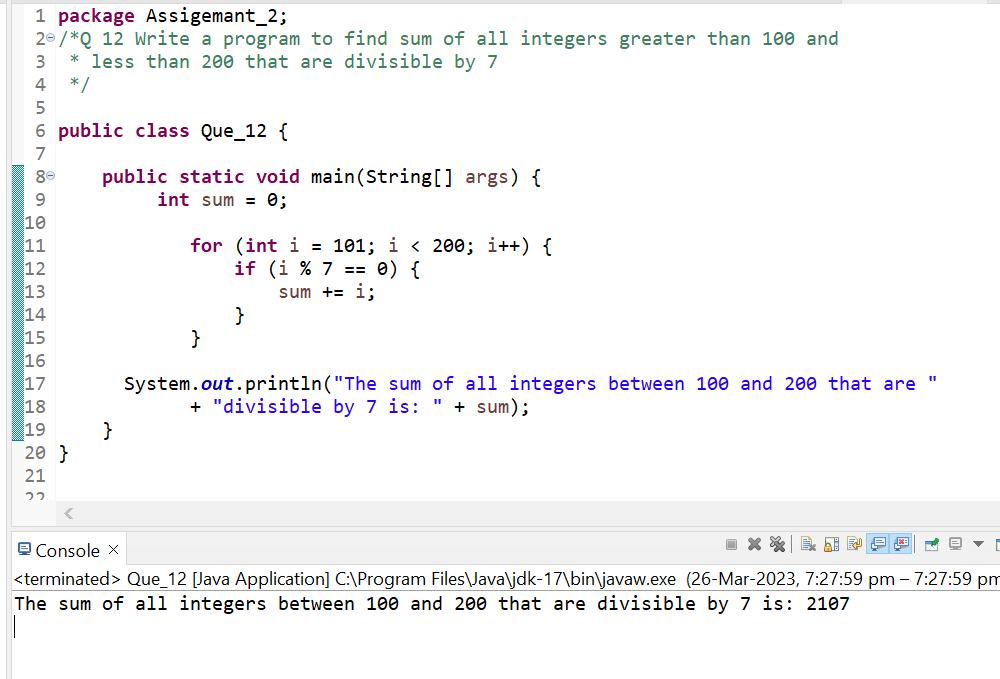 1 package Assigemant_2;
2 /*Q 12 Write a program to find sum of all integers greater than 100 and
3 * less than 200 that are divisible by 7
4 */
5
6 public class Que_12 {
7
8 public static void main(String[] args) {
9 int sum = 0;
10
11 for (int i = 101; i < 200; i++) {
12 if (i % 7 == 0) {
13 sum += i;
14 }
15 }
16
17 System.out.println("The sum of all integers between 100 and 200 that are "
18 + "divisible by 7 is: " + sum);
19 }
20 }
21
22
Console
<terminated> Que_12 [Java Application] C:\Program Files\Java\jdk-17\bin\javaw.exe (26-Mar-2023, 7:27:59 pm – 7:27:59 pm
The sum of all integers between 100 and 200 that are divisible by 7 is: 2107